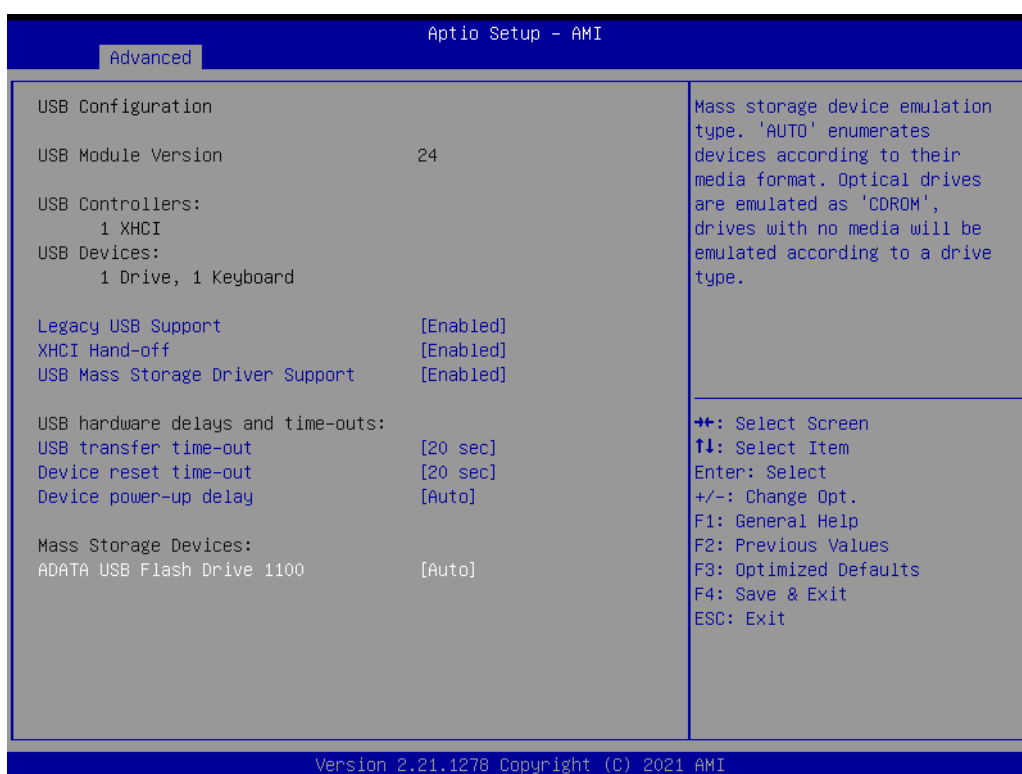 Aptio Setup – AMI
Advanced
USB Configuration
USB Module Version 24
USB Controllers:
1 XHCI
USB Devices:
1 Drive, 1 Keyboard
Legacy USB Support [Enabled]
XHCI Hand-off [Enabled]
USB Mass Storage Driver Support [Enabled]
USB hardware delays and time-outs:
USB transfer time-out [20 sec]
Device reset time-out [20 sec]
Device power-up delay [Auto]
Mass Storage Devices:
ADATA USB Flash Drive 1100 [Auto]
Mass storage device emulation
type. 'AUTO' enumerates
devices according to their
media format. Optical drives
are emulated as 'CDROM',
drives with no media will be
emulated according to a drive
type.
→←: Select Screen
↑↓: Select Item
Enter: Select
+/-: Change Opt.
F1: General Help
F2: Previous Values
F3: Optimized Defaults
F4: Save & Exit
ESC: Exit
Version 2.21.1278 Copyright (C) 2021 AMI